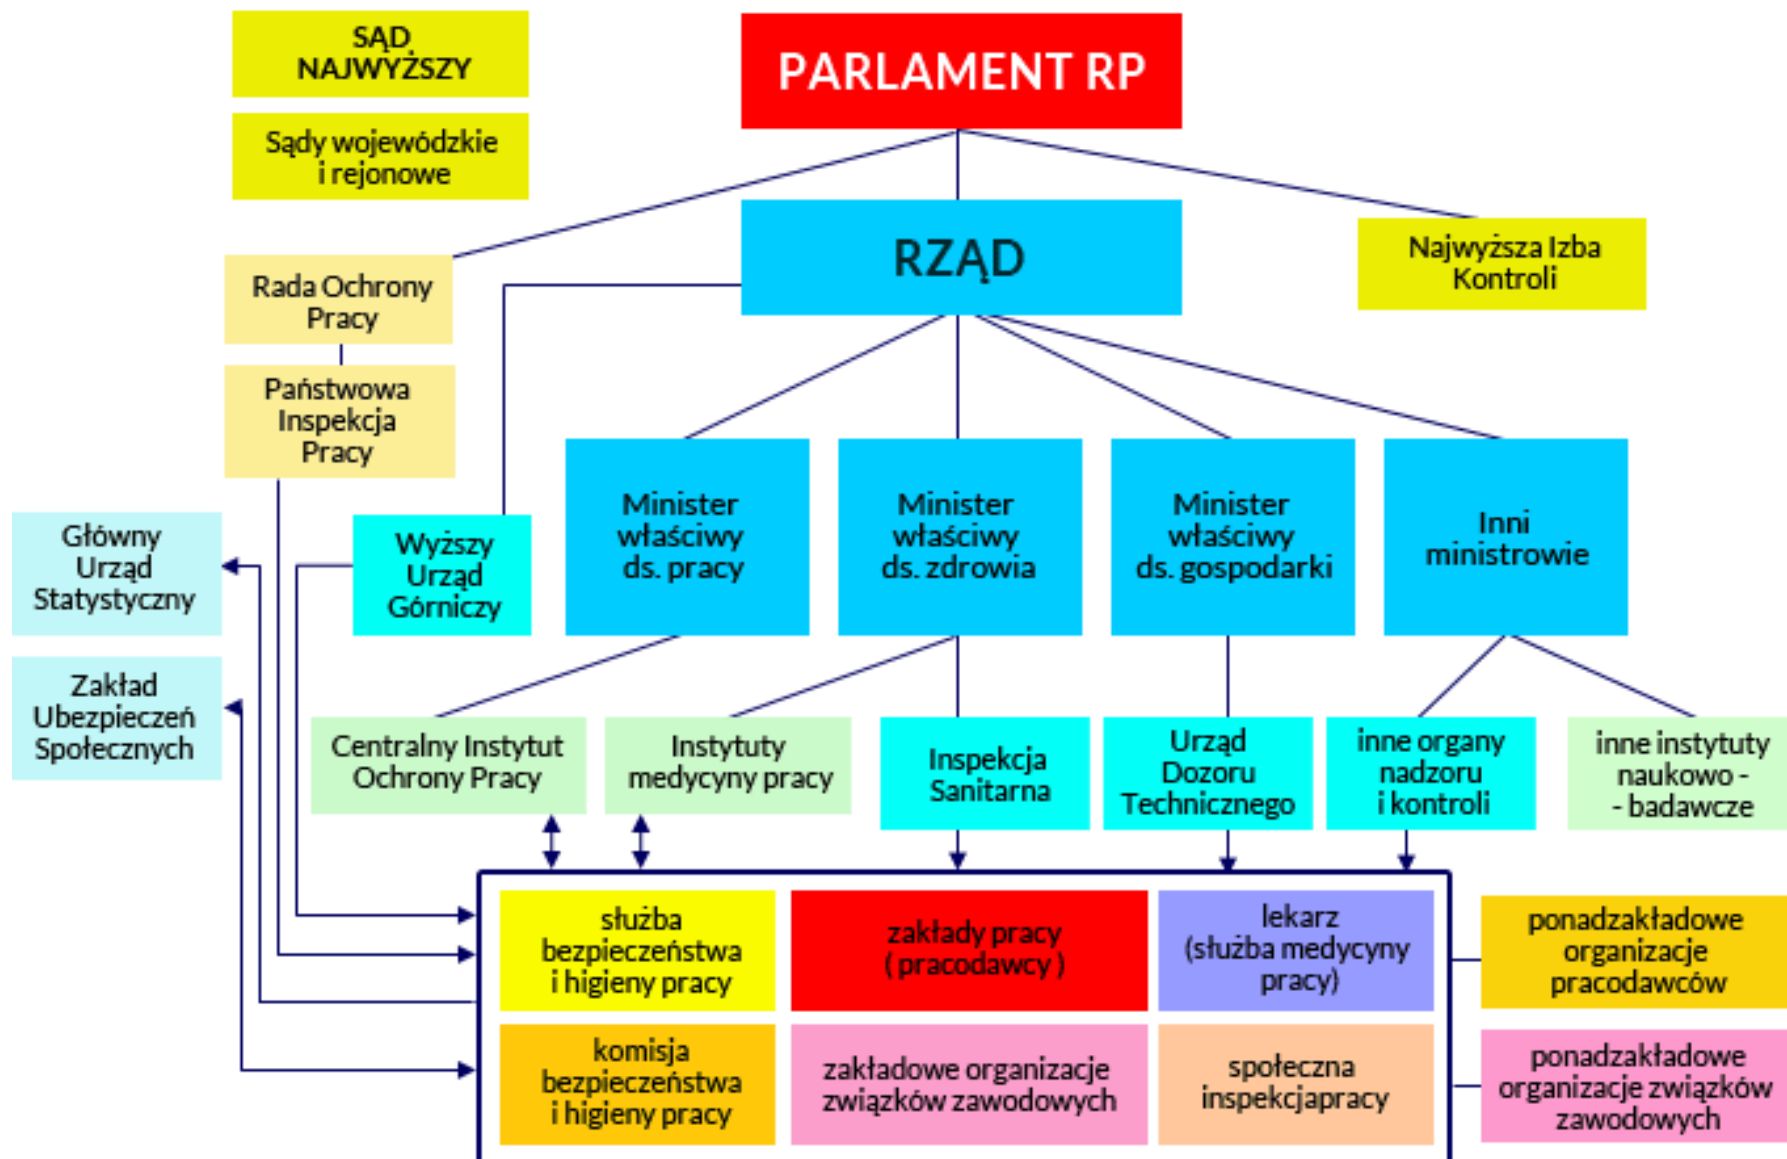 SĄD
NAJWYŻSZY
PARLAMENT RP
Sądy wojewódzkie
i rejonowe
RZĄD
Najwyższa Izba
Kontroli
Rada Ochrony
Pracy
Państwowa
Inspekcja
Pracy
Główny
Urząd
Statystyczny
Wyższy
Urząd
Górniczy
Minister
właściwy
ds. pracy
Minister
właściwy
ds. zdrowia
Minister
właściwy
ds. gospodarki
Inni
ministrowie
Zakład
Ubezpieczeń
Społecznych
Centralny Instytut
Ochrony Pracy
Instytuty
medycyny pracy
Inspekcja
Sanitarna
Urząd
Dozoru
Technicznego
inne organy
nadzoru
i kontroli
inne instytuty
naukowo -
- badawcze
służba
bezpieczeństwa
i higieny pracy
zakłady pracy
( pracodawcy )
lekarz
(służba medycyny
pracy)
ponadzakładowe
organizacje
pracodawców
komisja
bezpieczeństwa
i higieny pracy
zakładowe organizacje
związków zawodowych
społeczna
inspekcjapracy
ponadzakładowe
organizacje związków
zawodowych